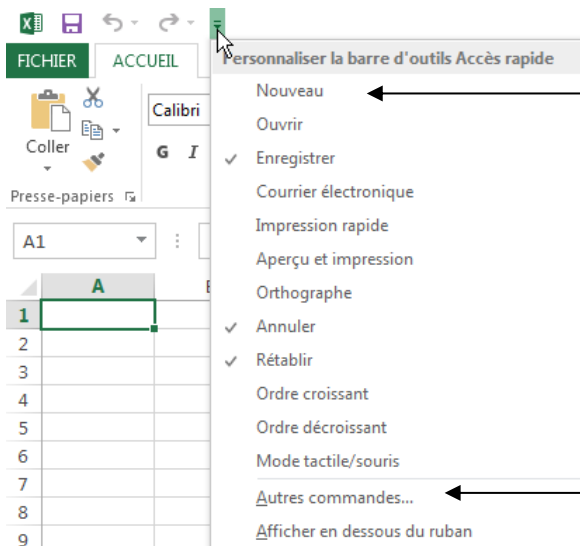 FICHIER ACCUEIL
Personnaliser la barre d'outils Accès rapide
Coller
Calibri
G I
Presse-papiers
Nouveau
Ouvrir
Enregistrer
Courrier électronique
Impression rapide
Aperçu et impression
Orthographe
Annuler
Rétablir
Ordre croissant
Ordre décroissant
Mode tactile/souris
Autres commandes...
Afficher en dessous du ruban
A1
A
1
2
3
4
5
6
7
8
9